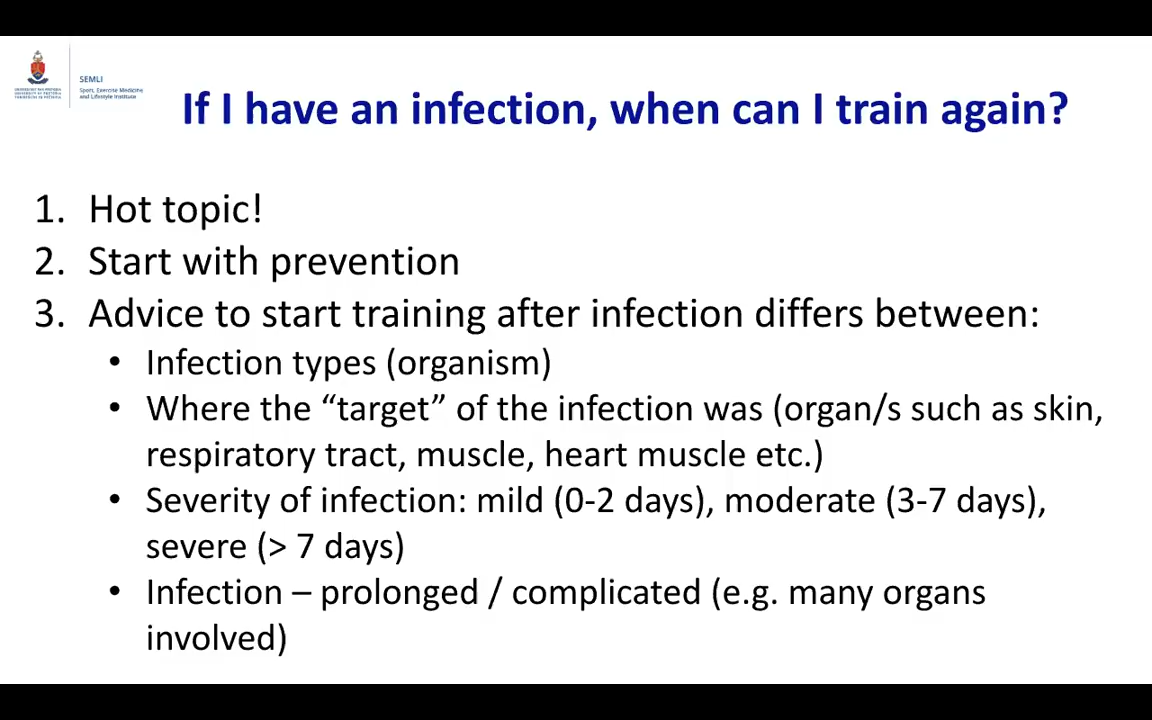 SEMLI
Sport, Exercise Medicine
and Lifestyle Institute
If I have an infection, when can I train again?
1. Hot topic!
2. Start with prevention
3. Advice to start training after infection differs between:
• Infection types (organism)
• Where the “target” of the infection was (organ/s such as skin,
respiratory tract, muscle, heart muscle etc.)
• Severity of infection: mild (0-2 days), moderate (3-7 days),
severe (> 7 days)
• Infection – prolonged / complicated (e.g. many organs
involved)